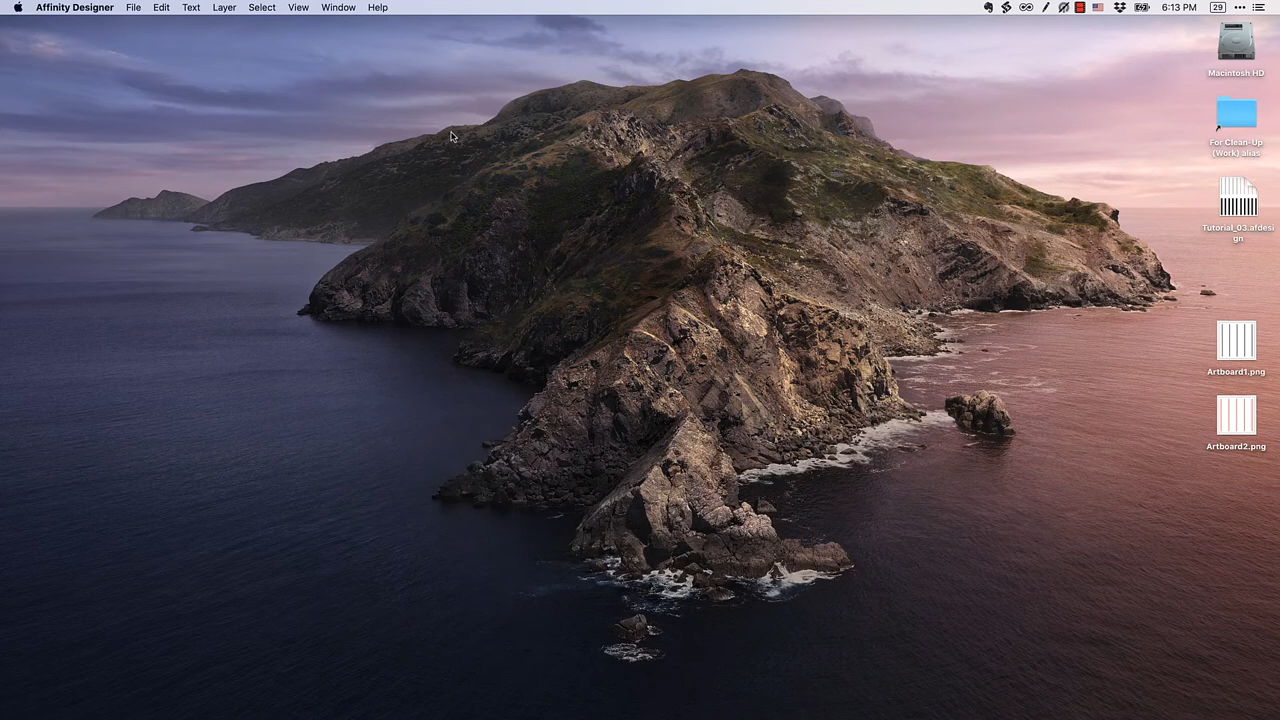 Affinity Designer File Edit Text Layer Select View Window Help 6:13 PM 29
Macintosh HD
For Clean-Up
(Work) alias
Tutorial_03.afdesi
gn
Artboard1.png
Artboard2.png